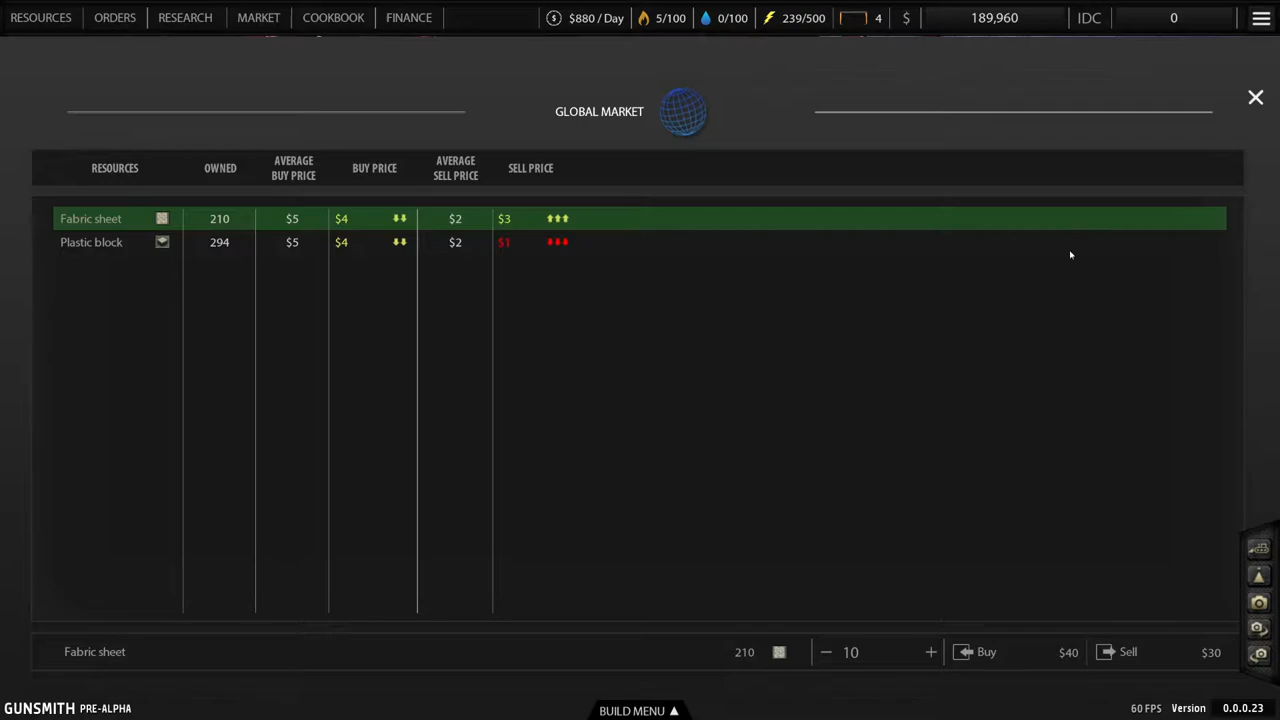 RESOURCES ORDERS RESEARCH MARKET COOKBOOK FINANCE $ $880 / Day 5/100 0/100 239/500 4 $ 189,960 IDC 0
GLOBAL MARKET
RESOURCES OWNED AVERAGE BUY PRICE BUY PRICE AVERAGE SELL PRICE SELL PRICE
Fabric sheet 210 $5 $4 $2 $3
Plastic block 294 $5 $4 $2 $1
Fabric sheet 210 − 10 + Buy $40 Sell $30
GUNSMITH PRE-ALPHA BUILD MENU ▲ 60 FPS Version 0.0.0.23